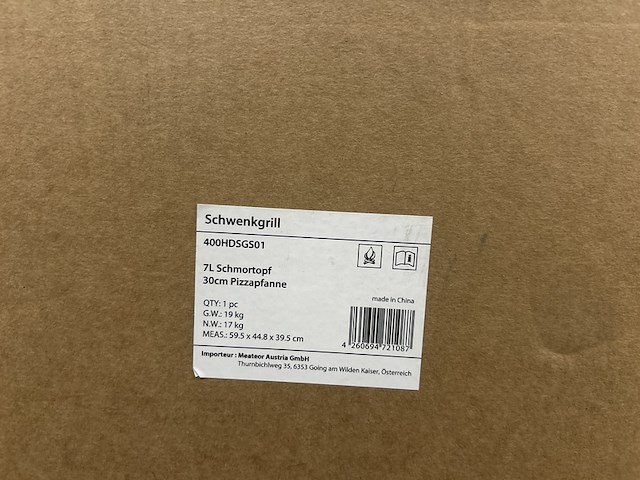 Schwenkgrill
400HDSGS01
7L Schmortopf
30cm Pizzapfanne
QTY: 1 pc
G.W.: 19 kg
N.W.: 17 kg
MEAS.: 59.5 x 44.8 x 39.5 cm
made in China
4 260694 721087
Importeur : Meateor Austria GmbH
Thurnbichlweg 35, 6353 Going am Wilden Kaiser, Österreich